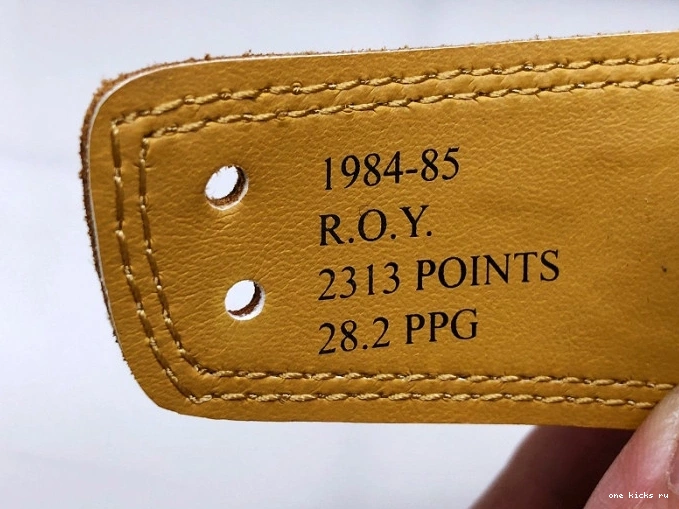 1984-85
R.O.Y.
2313 POINTS
28.2 PPG
one kicks ru